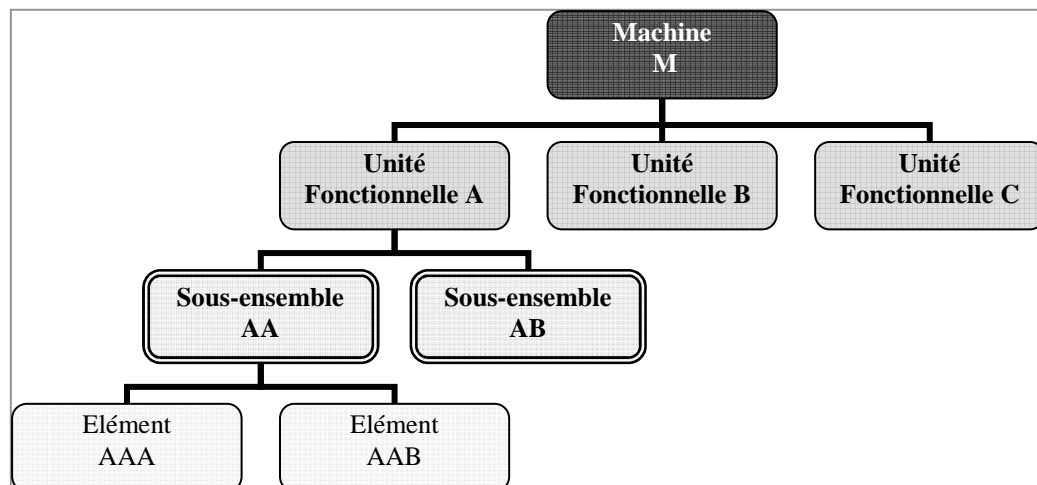 Machine
M
Unité
Fonctionnelle A
Unité
Fonctionnelle B
Unité
Fonctionnelle C
Sous-ensemble
AA
Sous-ensemble
AB
Elément
AAA
Elément
AAB